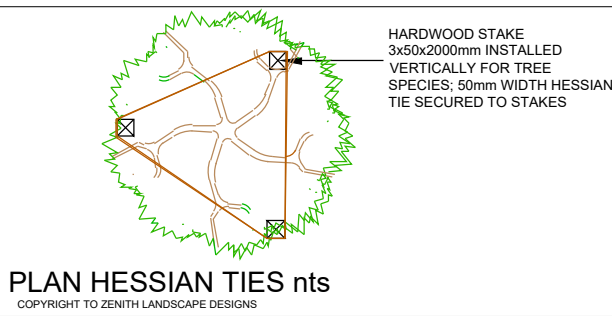 HARDWOOD STAKE
3x50x2000mm INSTALLED
VERTICALLY FOR TREE
SPECIES; 50mm WIDTH HESSIAN
TIE SECURED TO STAKES
PLAN HESSIAN TIES nts
COPYRIGHT TO ZENITH LANDSCAPE DESIGNS